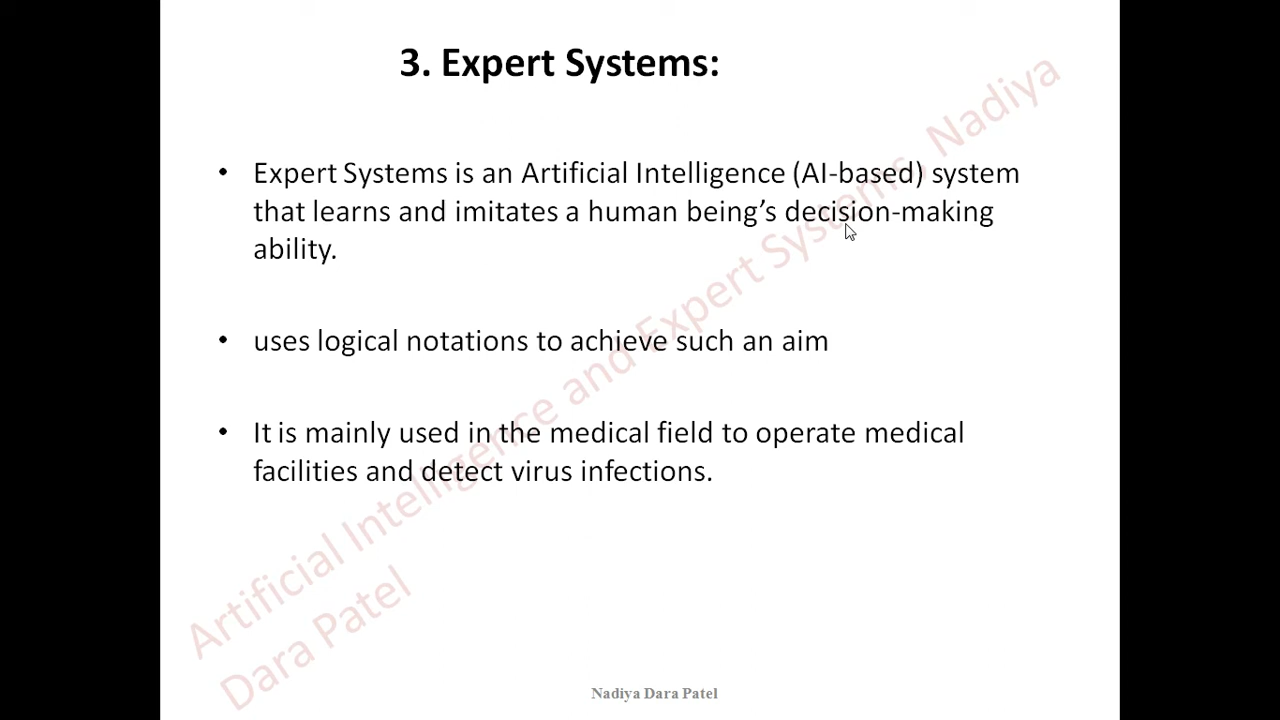 3. Expert Systems:
• Expert Systems is an Artificial Intelligence (AI-based) system
that learns and imitates a human being’s decision-making
ability.
• uses logical notations to achieve such an aim
• It is mainly used in the medical field to operate medical
facilities and detect virus infections.
Artificial Intelligence and Expert Systems, Nadiya
Dara Patel
Nadiya Dara Patel